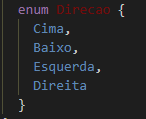 enum Direcao {
Cima,
Baixo,
Esquerda,
Direita
}